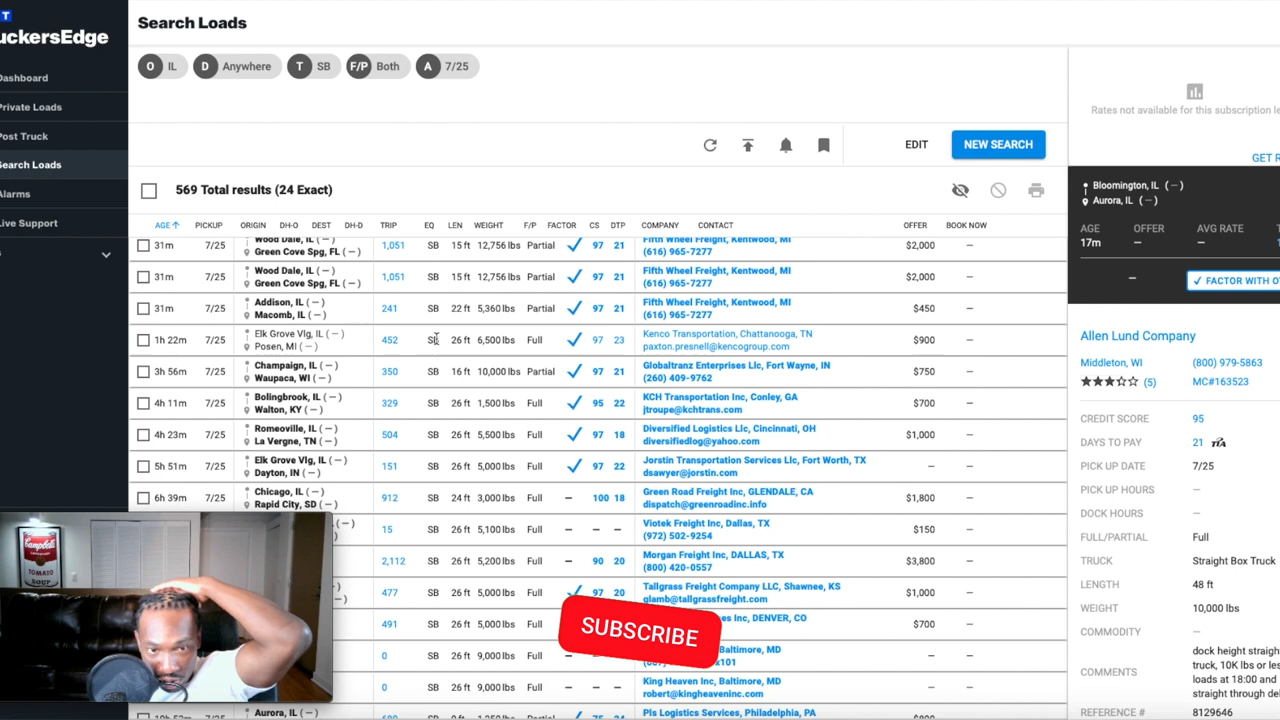 T
uckersEdge
Dashboard
Private Loads
Post Truck
Search Loads
Alarms
Live Support
Search Loads
O IL D Anywhere T SB F/P Both A 7/25
EDIT NEW SEARCH
569 Total results (24 Exact)
AGE PICKUP ORIGIN DH-O DEST DH-D TRIP EQ LEN WEIGHT F/P FACTOR CS DTP COMPANY CONTACT OFFER BOOK NOW
31m 7/25 Wood Dale, IL (—) Green Cove Spg, FL (—) 1,051 SB 15 ft 12,756 lbs Partial 97 21 Fifth Wheel Freight, Kentwood, MI (616) 965-7277 $2,000 —
31m 7/25 Wood Dale, IL (—) Green Cove Spg, FL (—) 1,051 SB 15 ft 12,756 lbs Partial 97 21 Fifth Wheel Freight, Kentwood, MI (616) 965-7277 $2,000 —
31m 7/25 Addison, IL (—) Macomb, IL (—) 241 SB 22 ft 5,360 lbs Partial 97 21 Fifth Wheel Freight, Kentwood, MI (616) 965-7277 $450 —
1h 22m 7/25 Elk Grove Vlg, IL (—) Posen, MI (—) 452 26 ft 6,500 lbs Full 97 23 Kenco Transportation, Chattanooga, TN paxton.presnell@kencogroup.com $900 —
3h 56m 7/25 Champaign, IL (—) Waupaca, WI (—) 350 SB 16 ft 10,000 lbs Partial 97 21 Globaltranz Enterprises Llc, Fort Wayne, IN (260) 409-9762 $750 —
4h 11m 7/25 Bolingbrook, IL (—) Walton, KY (—) 329 SB 26 ft 1,500 lbs Full 95 22 KCH Transportation Inc, Conley, GA jtroupe@kchtrans.com $700 —
4h 23m 7/25 Romeoville, IL (—) La Vergne, TN (—) 504 SB 26 ft 5,500 lbs Full 97 18 Diversified Logistics Llc, Cincinnati, OH diversifiedlog@yahoo.com $1,000 —
5h 51m 7/25 Elk Grove Vlg, IL (—) Dayton, IN (—) 151 SB 26 ft 5,000 lbs Full 97 22 Jorstin Transportation Services Llc, Fort Worth, TX dsawyer@jorstin.com — —
6h 39m 7/25 Chicago, IL (—) Rapid City, SD (—) 912 SB 24 ft 3,000 lbs Full — 100 18 Green Road Freight Inc, GLENDALE, CA dispatch@greenroadinc.info $1,800 —
15 SB 26 ft 5,100 lbs Full — — — Viotek Freight Inc, Dallas, TX (972) 502-9254 $150 —
2,112 SB 26 ft 5,000 lbs Full — 90 20 Morgan Freight Inc, DALLAS, TX (800) 420-0557 $3,800 —
477 SB 26 ft 5,000 lbs Full 97 20 Tallgrass Freight Company LLC, Shawnee, KS glamb@tallgrassfreight.com $1,000 —
491 SB 26 ft 5,000 lbs Full es Inc, DENVER, CO $700 —
0 SB 26 ft 9,000 lbs Full Baltimore, MD x101 — —
0 SB 26 ft 9,000 lbs Full — — — King Heaven Inc, Baltimore, MD robert@kingheaveninc.com — —
Aurora, IL (—) Partial Pls Logistics Services, Philadelphia, PA
SUBSCRIBE
Campbell's
TOMATO
SOUP
Rates not available for this subscription le
GET R
Bloomington, IL (—)
Aurora, IL (—)
AGE OFFER AVG RATE
17m — —
—
✓ FACTOR WITH O
Allen Lund Company
Middleton, WI (800) 979-5863
(5) MC#163523
CREDIT SCORE 95
DAYS TO PAY 21 TIA
PICK UP DATE 7/25
PICK UP HOURS —
DOCK HOURS —
FULL/PARTIAL Full
TRUCK Straight Box Truck
LENGTH 48 ft
WEIGHT 10,000 lbs
COMMODITY —
COMMENTS dock height straight
truck, 10K lbs or les
loads at 18:00 and
straight through del
REFERENCE # 8129646